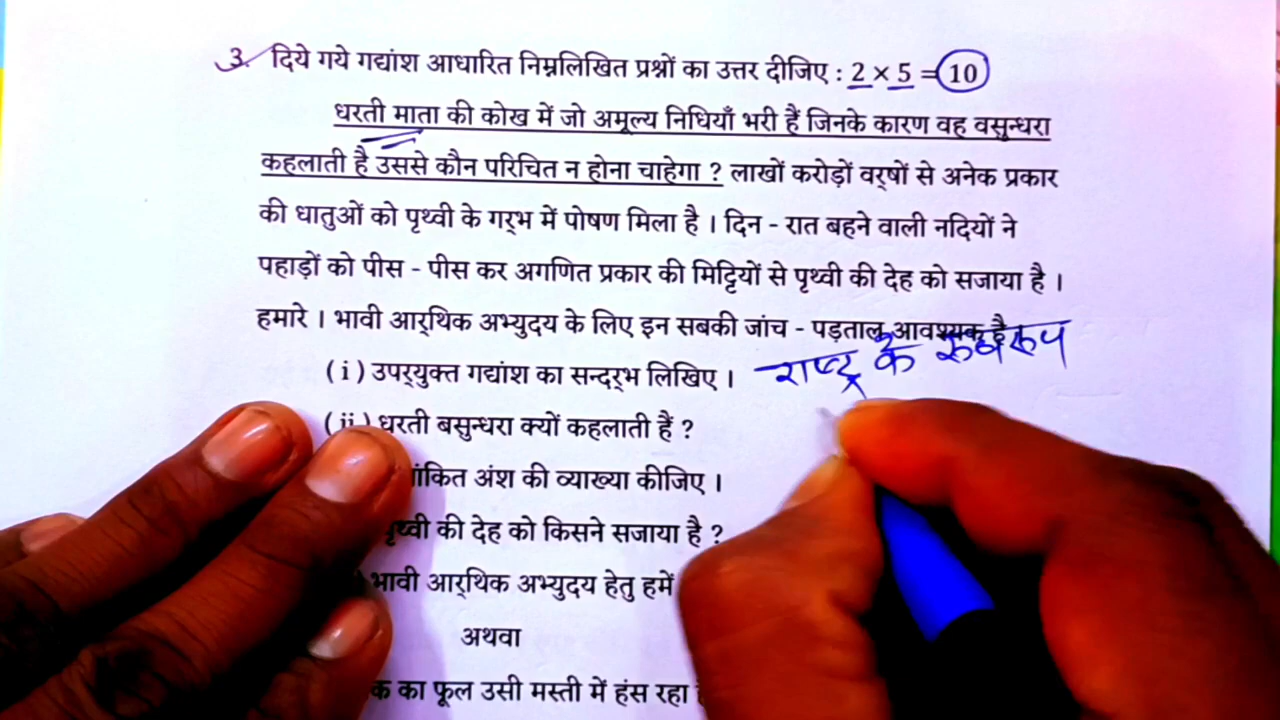 3. दिये गये गद्यांश आधारित निम्नलिखित प्रश्नों का उत्तर दीजिए : 2 × 5 = 10
धरती माता की कोख में जो अमूल्य निधियाँ भरी हैं जिनके कारण वह वसुन्धरा
कहलाती है उससे कौन परिचित न होना चाहेगा ? लाखों करोड़ों वर्षों से अनेक प्रकार
की धातुओं को पृथ्वी के गर्भ में पोषण मिला है । दिन - रात बहने वाली नदियों ने
पहाड़ों को पीस - पीस कर अगणित प्रकार की मिट्टियों से पृथ्वी की देह को सजाया है ।
हमारे । भावी आर्थिक अभ्युदय के लिए इन सबकी जांच - पड़ताल आवश्यक है
( i ) उपर्युक्त गद्यांश का सन्दर्भ लिखिए । राष्ट्र के
( ii ) धरती बसुन्धरा क्यों कहलाती हैं ?
अंश की व्याख्या कीजिए ।
की देह को किसने सजाया है ?
भावी आर्थिक अभ्युदय हेतु हमें
अथवा
का फूल उसी मस्ती में हंस रहा